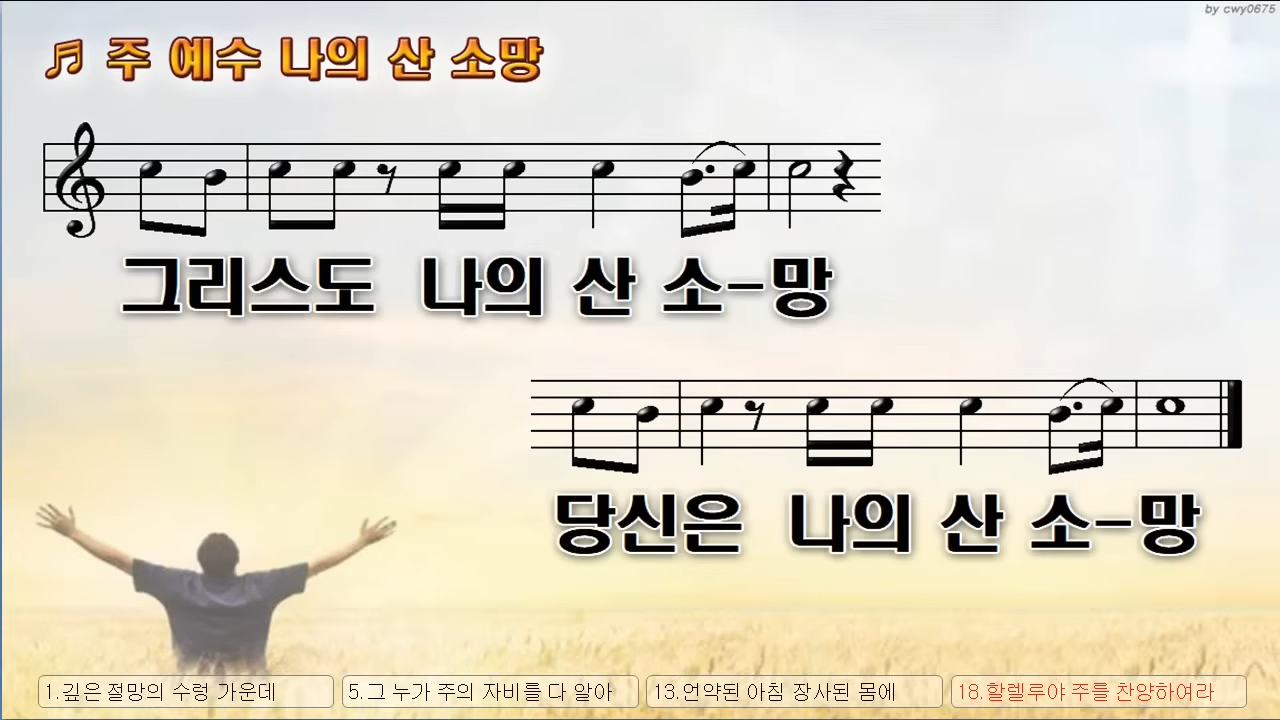 by cwy0675
♬ 주 예수 나의 산 소망
그리스도 나의 산 소-망
당신은 나의 산 소-망
1.깊은 절망의 수렁 가운데
5.그 누가 주의 자비를 다 알아
13.언약된 아침 장사된 몸에
18.할렐루야 주를 찬양하여라